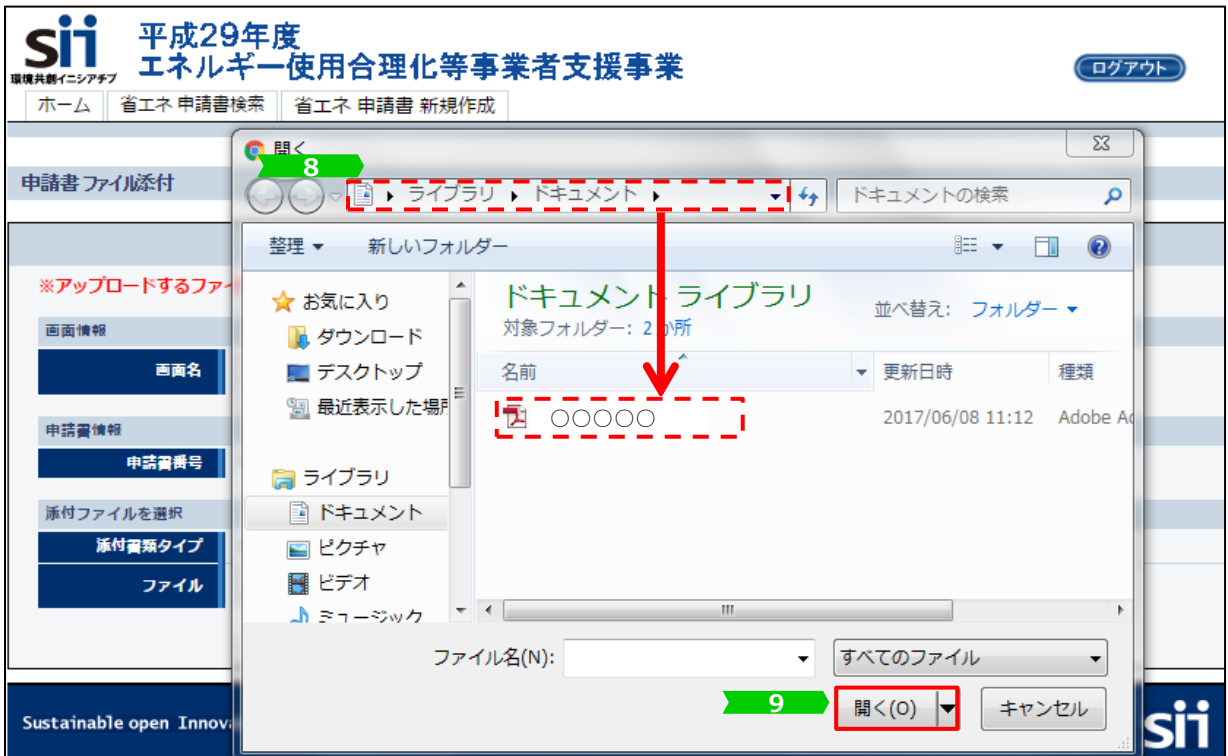 sii
環境共創イニシアチブ
平成29年度
エネルギー使用合理化等事業者支援事業
ログアウト
ホーム 省エネ 申請書検索 省エネ 申請書 新規作成
開く
8
申請書 ファイル添付
ライブラリ ドキュメント ドキュメントの検索
整理 新しいフォルダー
※アップロードするファイ
画面情報
画面名
申請書情報
申請書番号
添付ファイルを選択
添付書類タイプ
ファイル
お気に入り
ダウンロード
デスクトップ
最近表示した場所
ライブラリ
ドキュメント
ピクチャ
ビデオ
ミュージック
ドキュメント ライブラリ
対象フォルダー: 2 か所
並べ替え: フォルダー
名前 更新日時 種類
○○○○○ 2017/06/08 11:12 Adobe Ac
ファイル名(N): すべてのファイル
9
開く(O) キャンセル
Sustainable open Innova
sii